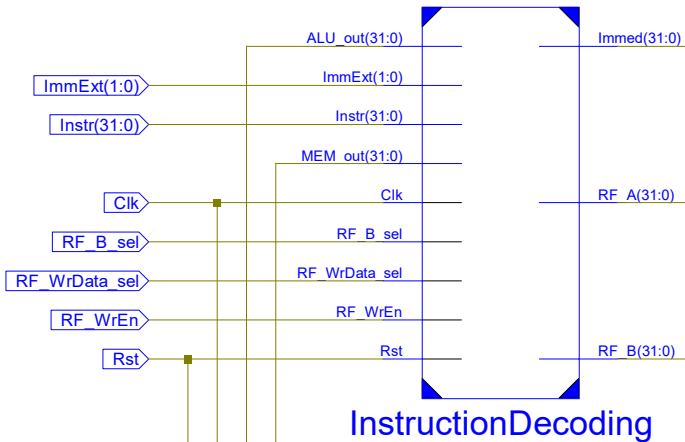 ALU_out(31:0)
Immed(31:0)
ImmExt(1:0)
ImmExt(1:0)
Instr(31:0)
Instr(31:0)
MEM_out(31:0)
Clk
Clk
RF_A(31:0)
RF_B_sel
RF_B_sel
RF_WrData_sel
RF_WrData_sel
RF_WrEn
RF_WrEn
Rst
Rst
RF_B(31:0)
InstructionDecoding